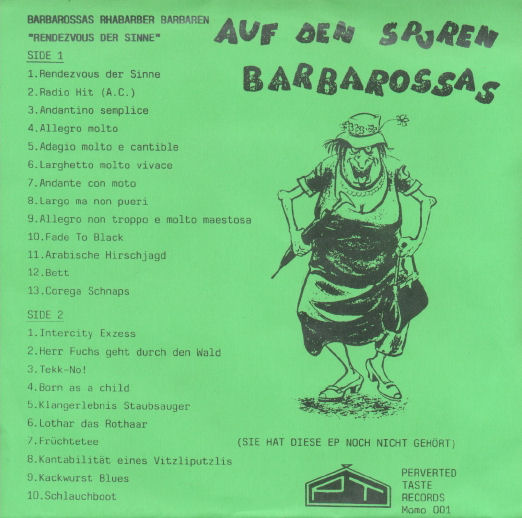 BARBAROSSAS RHABARBER BARBAREN
"RENDEZVOUS DER SINNE"
SIDE 1
1.Rendezvous der Sinne
2.Radio Hit (A.C.)
3.Andantino semplice
4.Allegro molto
5.Adagio molto e cantible
6.Larghetto molto vivace
7.Andante con moto
8.Largo ma non pueri
9.Allegro non troppo e molto maestosa
10.Fade To Black
11.Arabische Hirschjagd
12.Bett
13.Corega Schnaps
SIDE 2
1.Intercity Exzess
2.Herr Fuchs geht durch den Wald
3.Tekk-No!
4.Born as a child
5.Klangerlebnis Staubsauger
6.Lothar das Rothaar
7.Früchtetee
8.Kantabilität eines Vitzliputzlis
9.Kackwurst Blues
10.Schlauchboot
AUF DEN SPUREN
BARBAROSSAS
(SIE HAT DIESE EP NOCH NICHT GEHÖRT)
PT
PERVERTED
TASTE
RECORDS
Momo 001